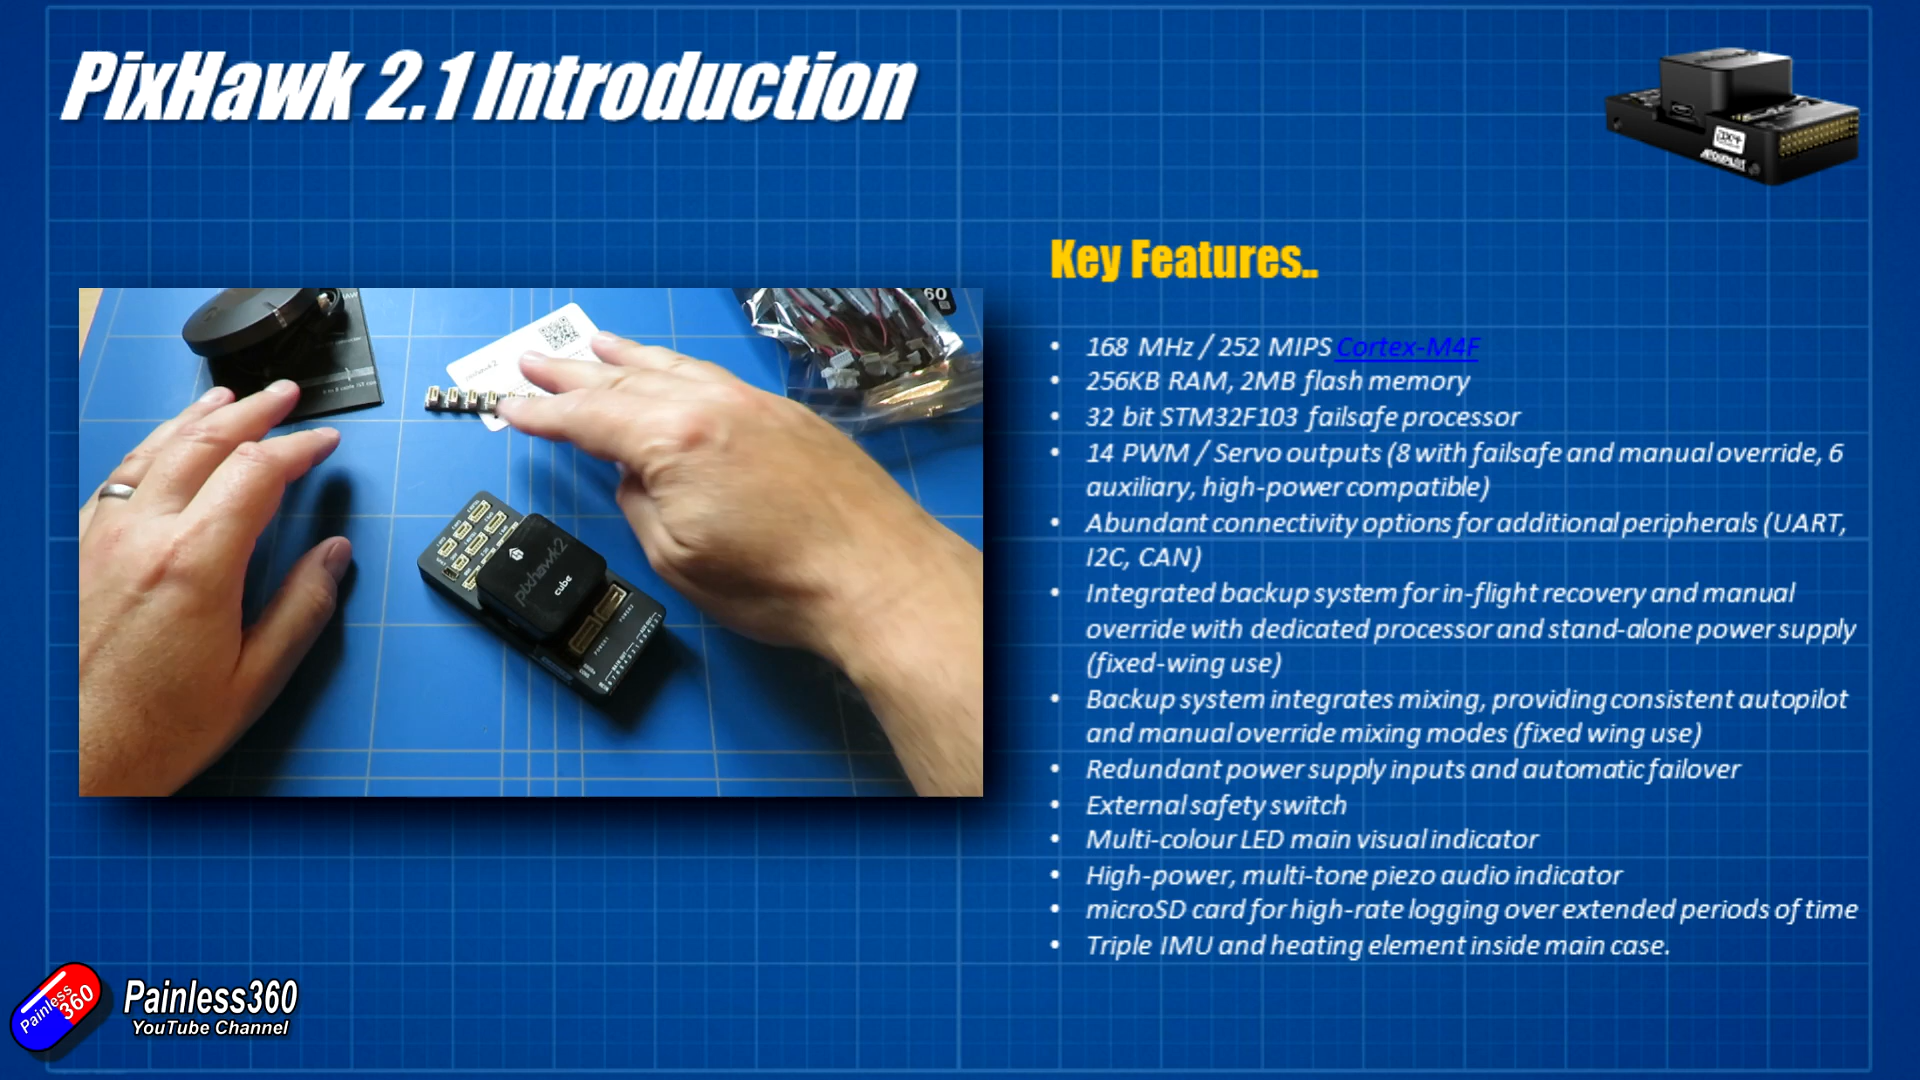 PixHawk 2.1 Introduction
ARDUPILOT
Key Features..
• 168 MHz / 252 MIPS Cortex-M4F
• 256KB RAM, 2MB flash memory
• 32 bit STM32F103 failsafe processor
• 14 PWM / Servo outputs (8 with failsafe and manual override, 6
auxiliary, high-power compatible)
• Abundant connectivity options for additional peripherals (UART,
I2C, CAN)
• Integrated backup system for in-flight recovery and manual
override with dedicated processor and stand-alone power supply
(fixed-wing use)
• Backup system integrates mixing, providing consistent autopilot
and manual override mixing modes (fixed wing use)
• Redundant power supply inputs and automatic failover
• External safety switch
• Multi-colour LED main visual indicator
• High-power, multi-tone piezo audio indicator
• microSD card for high-rate logging over extended periods of time
• Triple IMU and heating element inside main case.
60
pixhawk2
pixhawk2
cube
POWER1
POWER2
Painless
360
Painless360
YouTube Channel